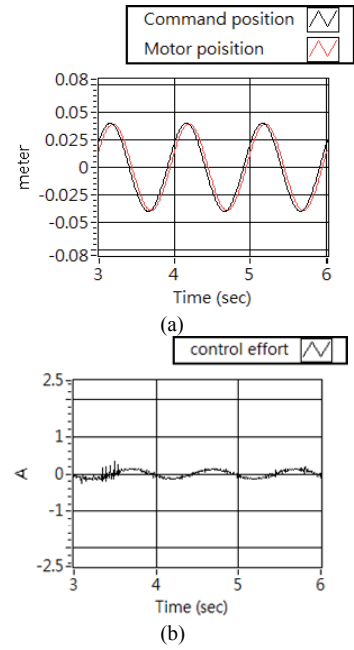 Command position
Motor poisition
0.08
0.05
0.025
0
-0.025
-0.05
-0.08
meter
3 4 5 6
Time (sec)
(a)
control effort
2.5
1
0
-1
-2.5
A
3 4 5 6
Time (sec)
(b)